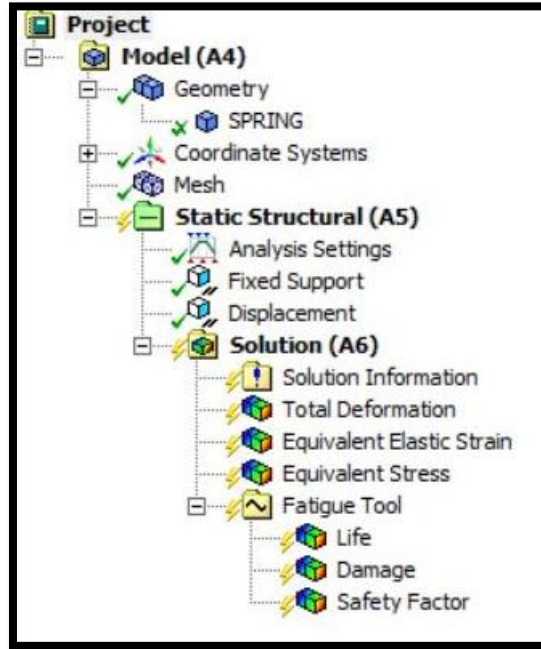 Project
Model (A4)
Geometry
SPRING
Coordinate Systems
Mesh
Static Structural (A5)
Analysis Settings
Fixed Support
Displacement
Solution (A6)
Solution Information
Total Deformation
Equivalent Elastic Strain
Equivalent Stress
Fatigue Tool
Life
Damage
Safety Factor